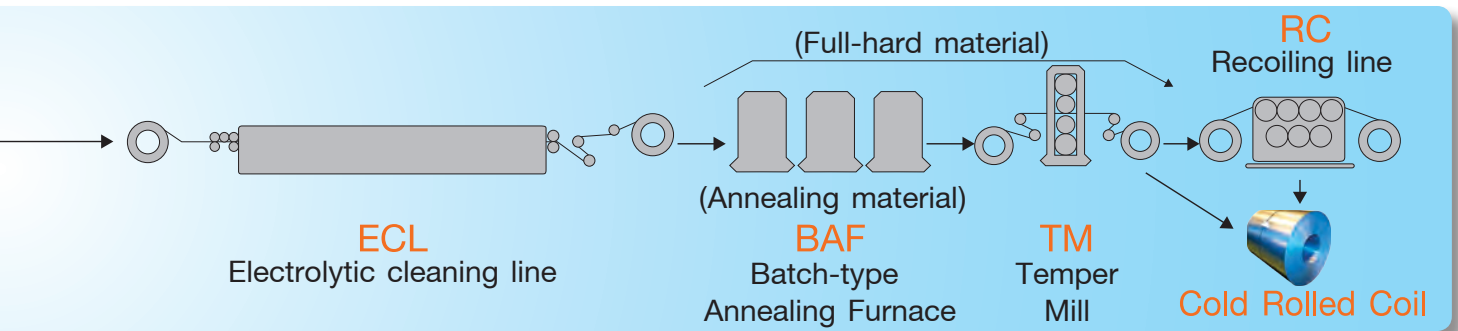 (Full-hard material)
RC
Recoiling line
(Annealing material)
ECL
Electrolytic cleaning line
BAF
Batch-type
Annealing Furnace
TM
Temper
Mill
Cold Rolled Coil